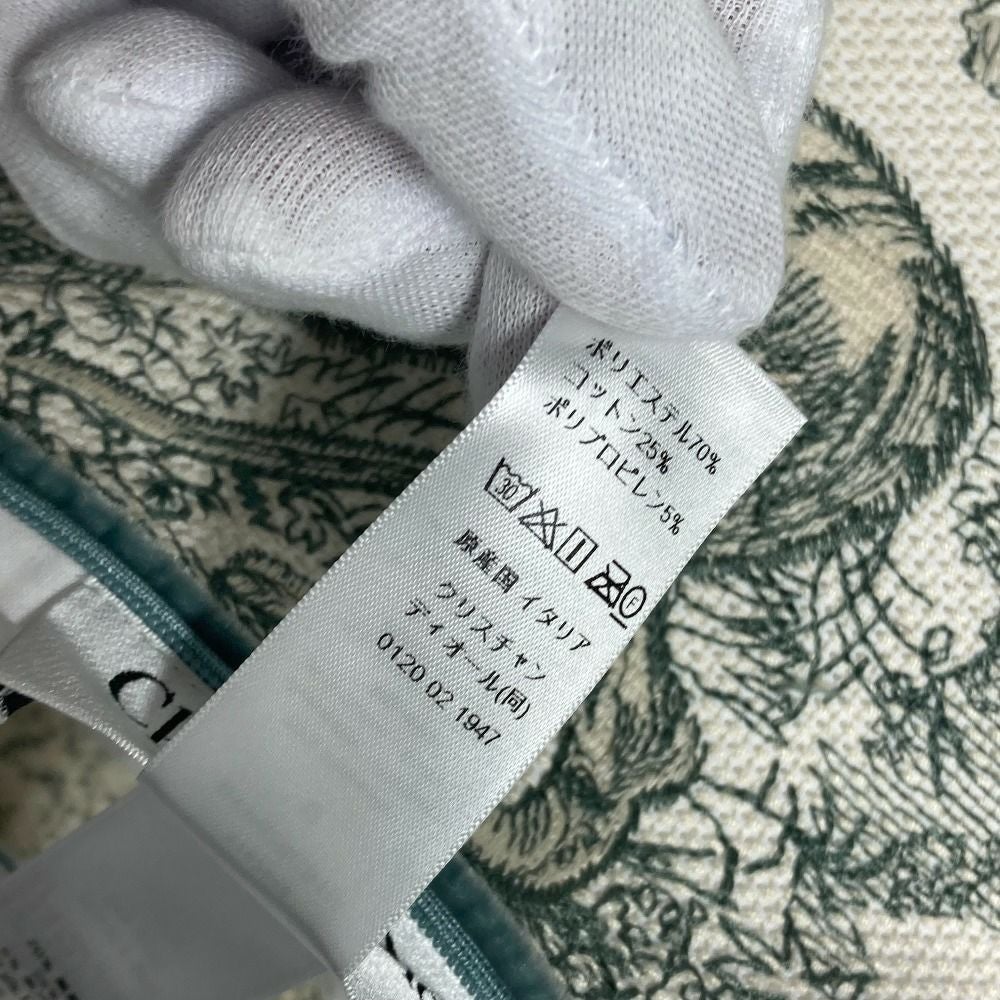 ポリエステル70%
コットン25%
ポリプロピレン5%
30 F
原産国 イタリア
クリスチャン
ディオール(同)
0120 02 1947